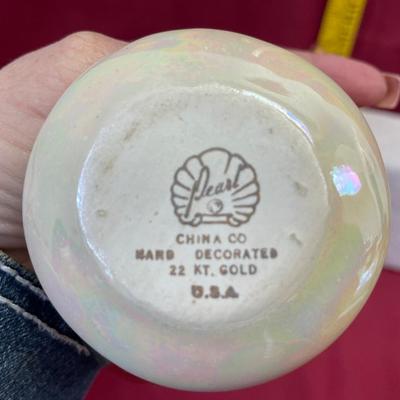 Pearl
CHINA CO
HAND DECORATED
22 KT. GOLD
U.S.A.